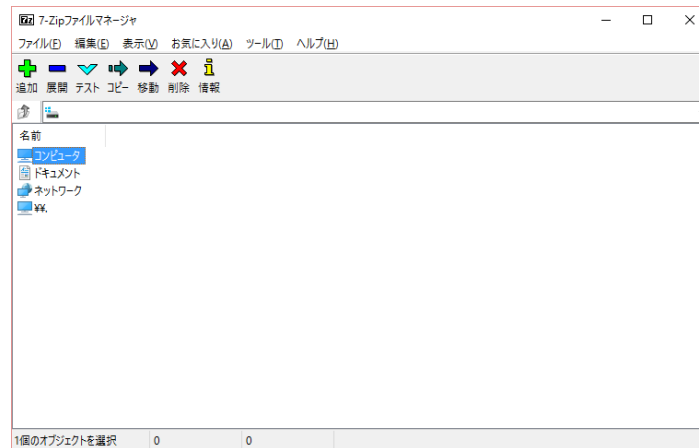 7z 7-Zipファイルマネージャ
ファイル(F) 編集(E) 表示(V) お気に入り(A) ツール(T) ヘルプ(H)
追加 展開 テスト コピー 移動 削除 情報
名前
コンピュータ
ドキュメント
ネットワーク
¥¥.
1個のオブジェクトを選択 0 0